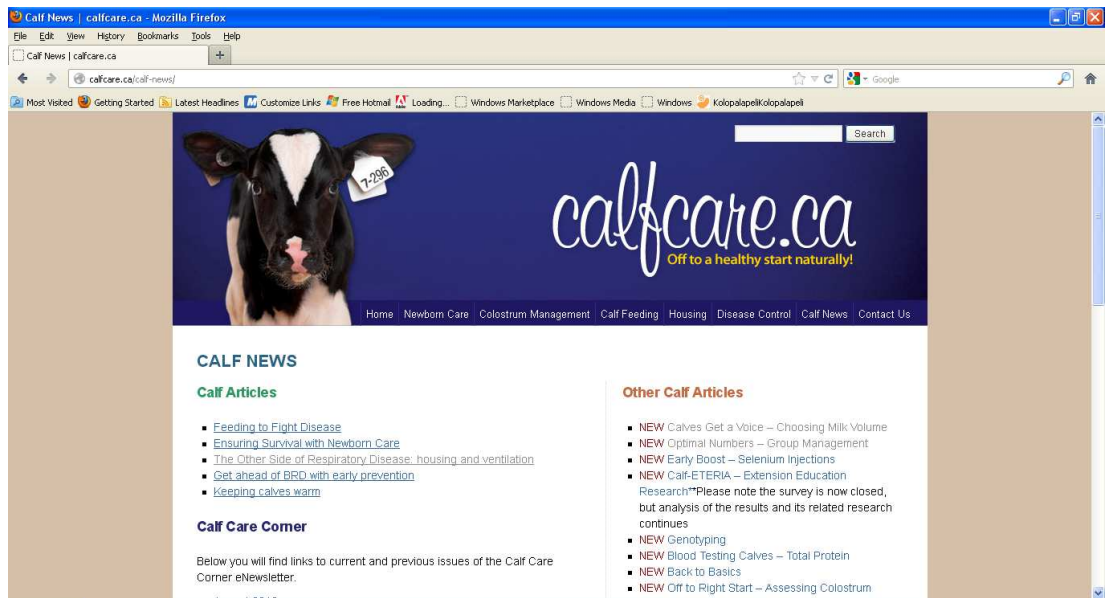 Calf News | calfcare.ca - Mozilla Firefox
File Edit View History Bookmarks Tools Help
Calf News | calfcare.ca +
calfcare.ca/calf-news/
Google
Most Visited Getting Started Latest Headlines Customize Links Free Hotmail Loading... Windows Marketplace Windows Media Windows KolopalapeliKolopalapeli
Search
7-296
calfcare.ca
Off to a healthy start naturally!
Home Newborn Care Colostrum Management Calf Feeding Housing Disease Control Calf News Contact Us
CALF NEWS
Calf Articles
Feeding to Fight Disease
Ensuring Survival with Newborn Care
The Other Side of Respiratory Disease: housing and ventilation
Get ahead of BRD with early prevention
Keeping calves warm
Calf Care Corner
Below you will find links to current and previous issues of the Calf Care
Corner eNewsletter.
Other Calf Articles
NEW Calves Get a Voice – Choosing Milk Volume
NEW Optimal Numbers – Group Management
NEW Early Boost – Selenium Injections
NEW Calf-ETERIA – Extension Education
Research**Please note the survey is now closed,
but analysis of the results and its related research
continues
NEW Genotyping
NEW Blood Testing Calves – Total Protein
NEW Back to Basics
NEW Off to Right Start – Assessing Colostrum